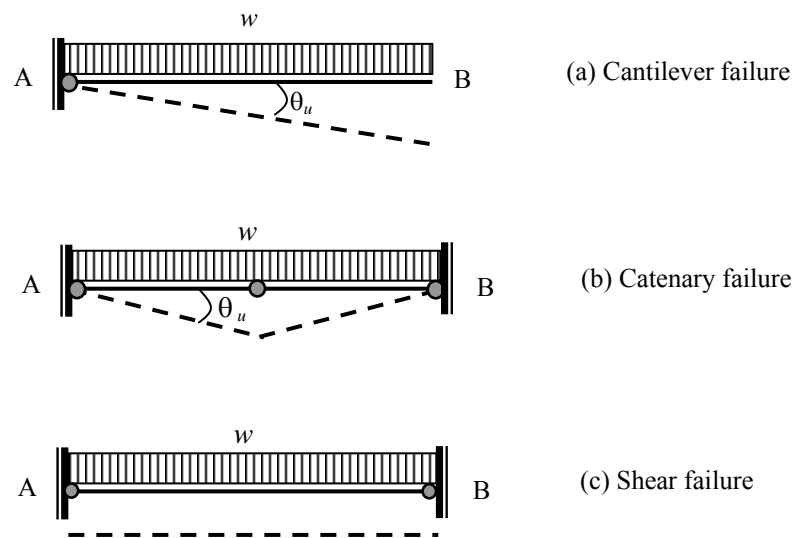 w
A B (a) Cantilever failure
θu
w
A B (b) Catenary failure
θu
w
A B (c) Shear failure